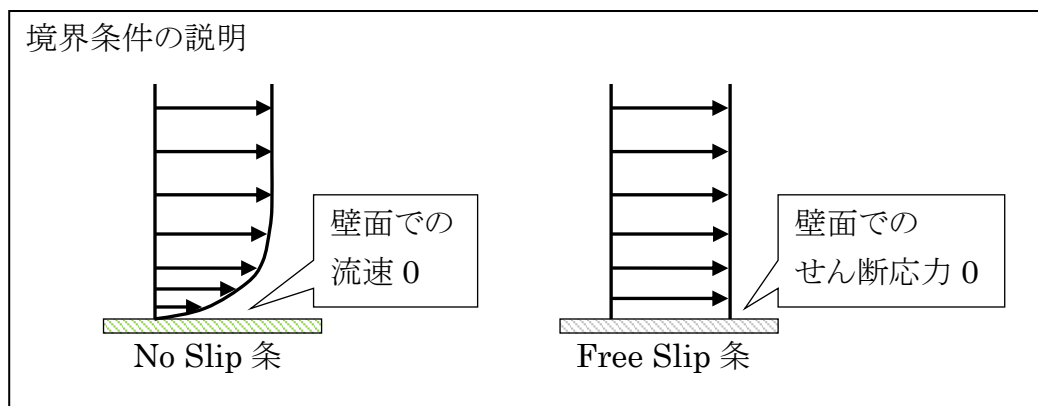 境界条件の説明
壁面での
流速 0
壁面での
せん断応力 0
No Slip 条
Free Slip 条